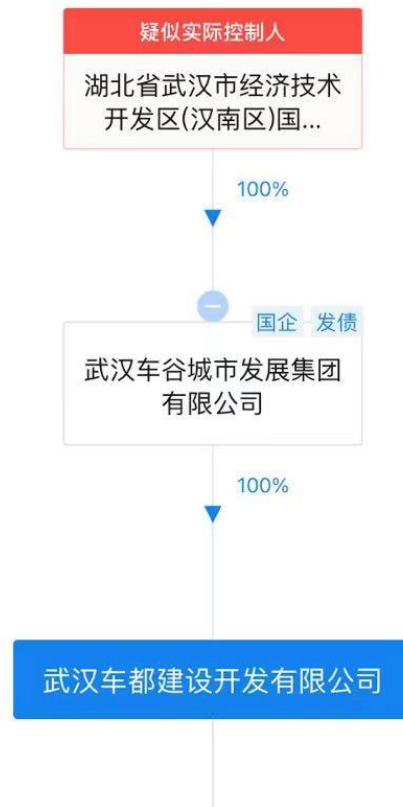 疑似实际控制人
湖北省武汉市经济技术
开发区(汉南区)国...
100%
国企 发债
武汉车谷城市发展集团
有限公司
100%
武汉车都建设开发有限公司